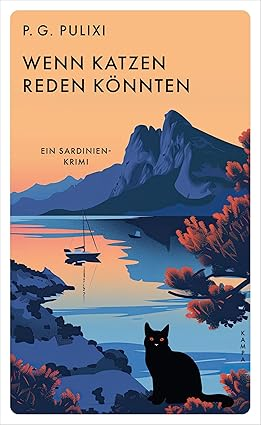 P. G. PULIXI
WENN KATZEN
REDEN KÖNNTEN
EIN SARDINIEN-
KRIMI
KAMPA